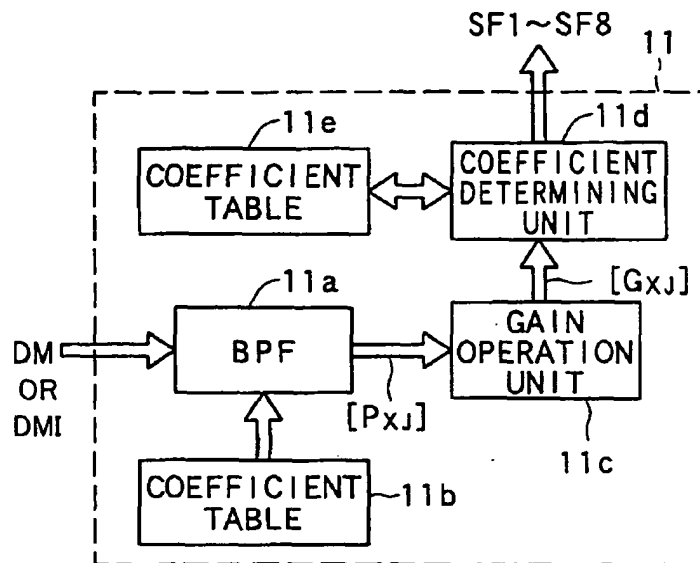 SF1~SF8
11
11e
11d
COEFFICIENT
TABLE
COEFFICIENT
DETERMINING
UNIT
11a
[GXJ]
DM
OR
DMI
BPF
GAIN
OPERATION
UNIT
[PXJ]
11c
COEFFICIENT
TABLE
11b